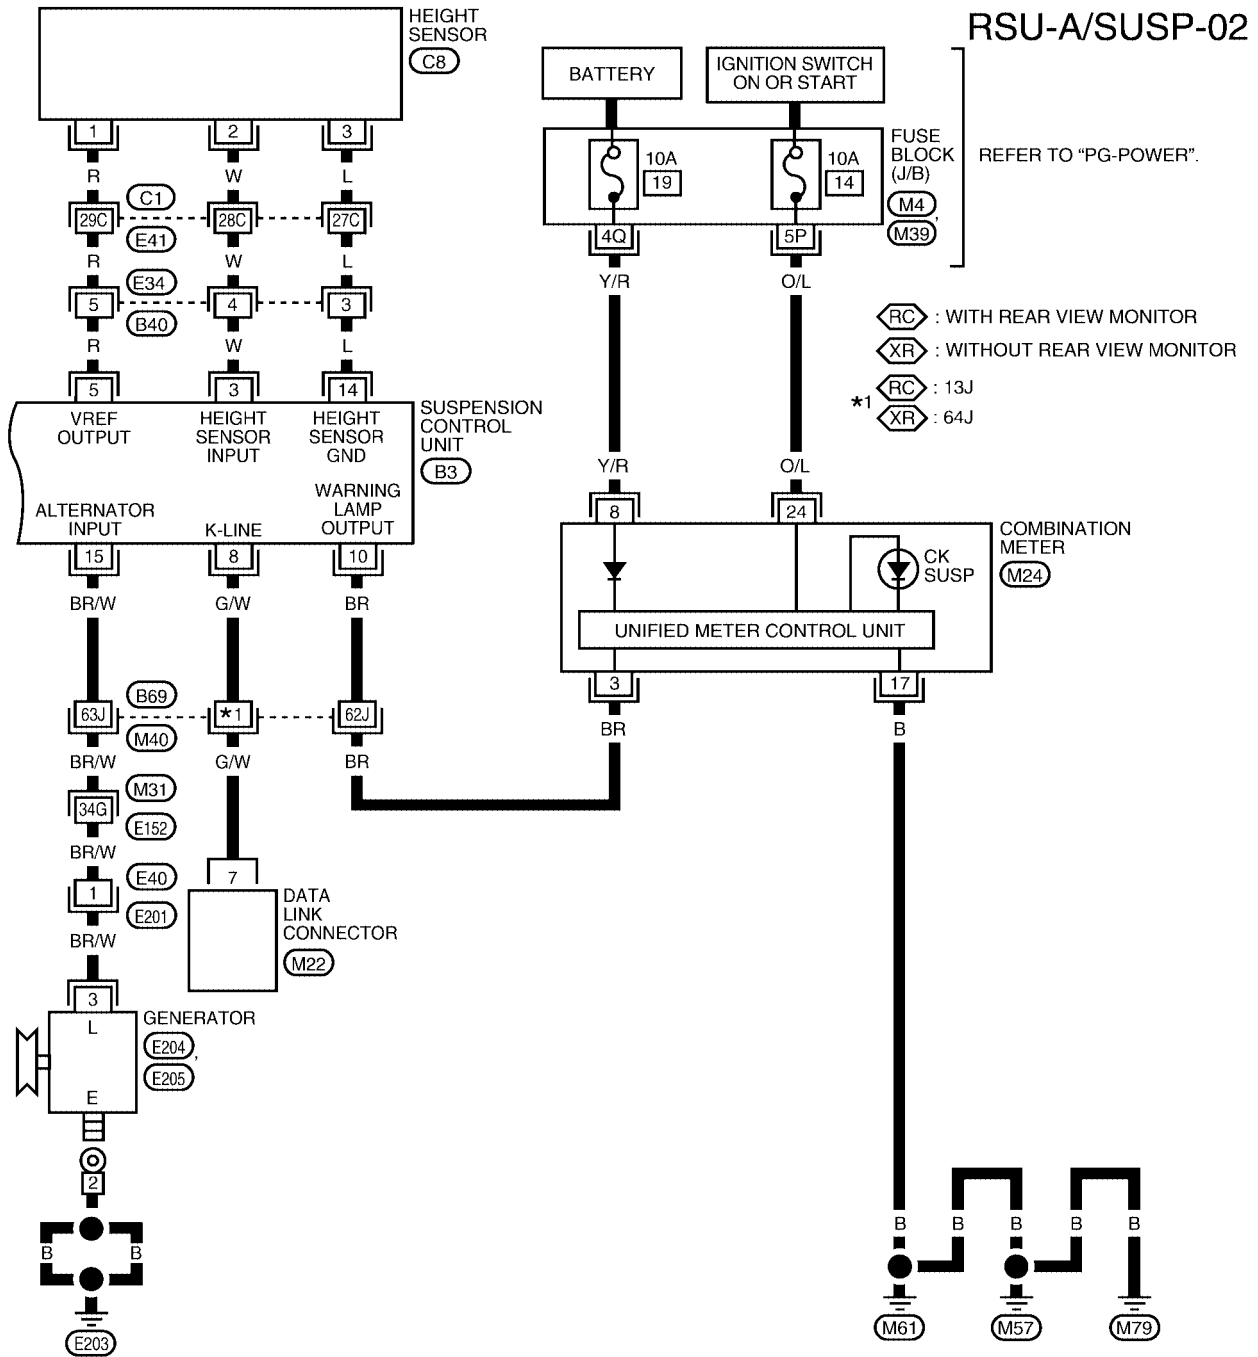 RSU-A/SUSP-02
HEIGHT
SENSOR
C8
1 2 3
R W L
C1
29C 28C 27C
E41
R W L
E34
5 4 3
B40
R W L
5 3 14
VREF
OUTPUT
HEIGHT
SENSOR
INPUT
HEIGHT
SENSOR
GND
SUSPENSION
CONTROL
UNIT
B3
ALTERNATOR
INPUT
K-LINE
WARNING
LAMP
OUTPUT
15 8 10
BR/W G/W BR
B69
63J *1 62J
M40
BR/W G/W BR
M31
34G
E152
BR/W
E40
1
E201
BR/W
7
DATA
LINK
CONNECTOR
M22
3
L
E
GENERATOR
E204,
E205
2
B B
E203
BATTERY
IGNITION SWITCH
ON OR START
10A
19
10A
14
FUSE
BLOCK
(J/B)
M4,
M39
REFER TO “PG-POWER”.
4Q 5P
Y/R O/L
RC : WITH REAR VIEW MONITOR
XR : WITHOUT REAR VIEW MONITOR
*1
RC : 13J
XR : 64J
Y/R O/L
8 24
CK
SUSP
COMBINATION
METER
M24
UNIFIED METER CONTROL UNIT
3 17
BR B
B B B B B
M61 M57 M79